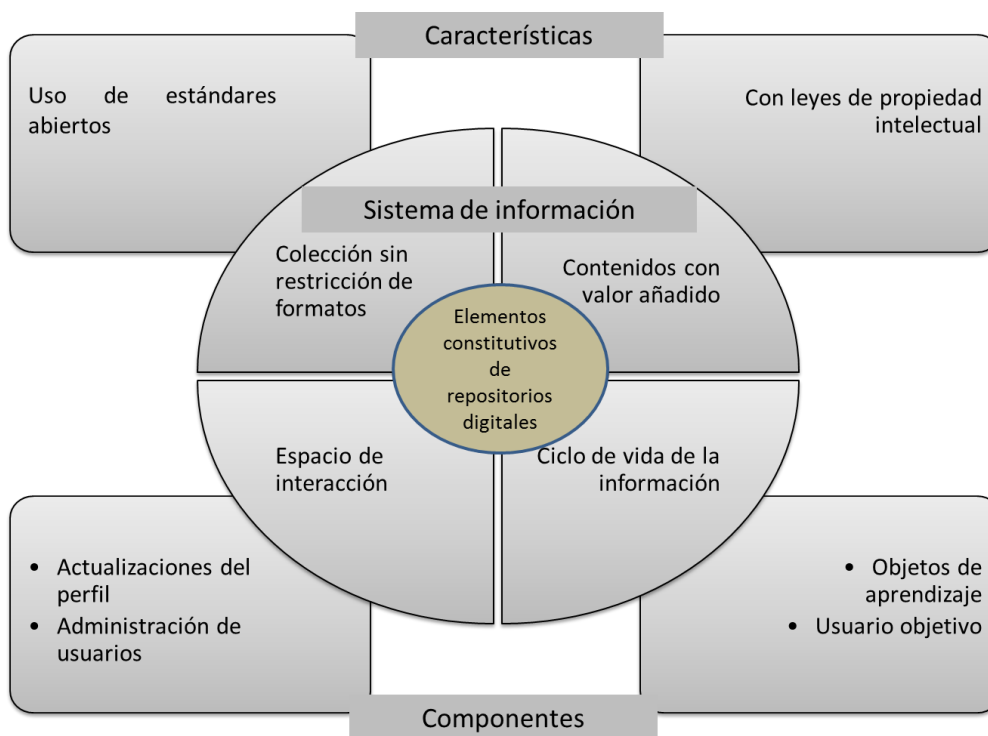 Características
Uso de estándares
abiertos
Con leyes de propiedad
intelectual
Sistema de información
Colección sin
restricción de
formatos
Contenidos con
valor añadido
Elementos
constitutivos
de
repositorios
digitales
Espacio de
interacción
Ciclo de vida de la
información
• Actualizaciones del
perfil
• Administración de
usuarios
• Objetos de
aprendizaje
• Usuario objetivo
Componentes